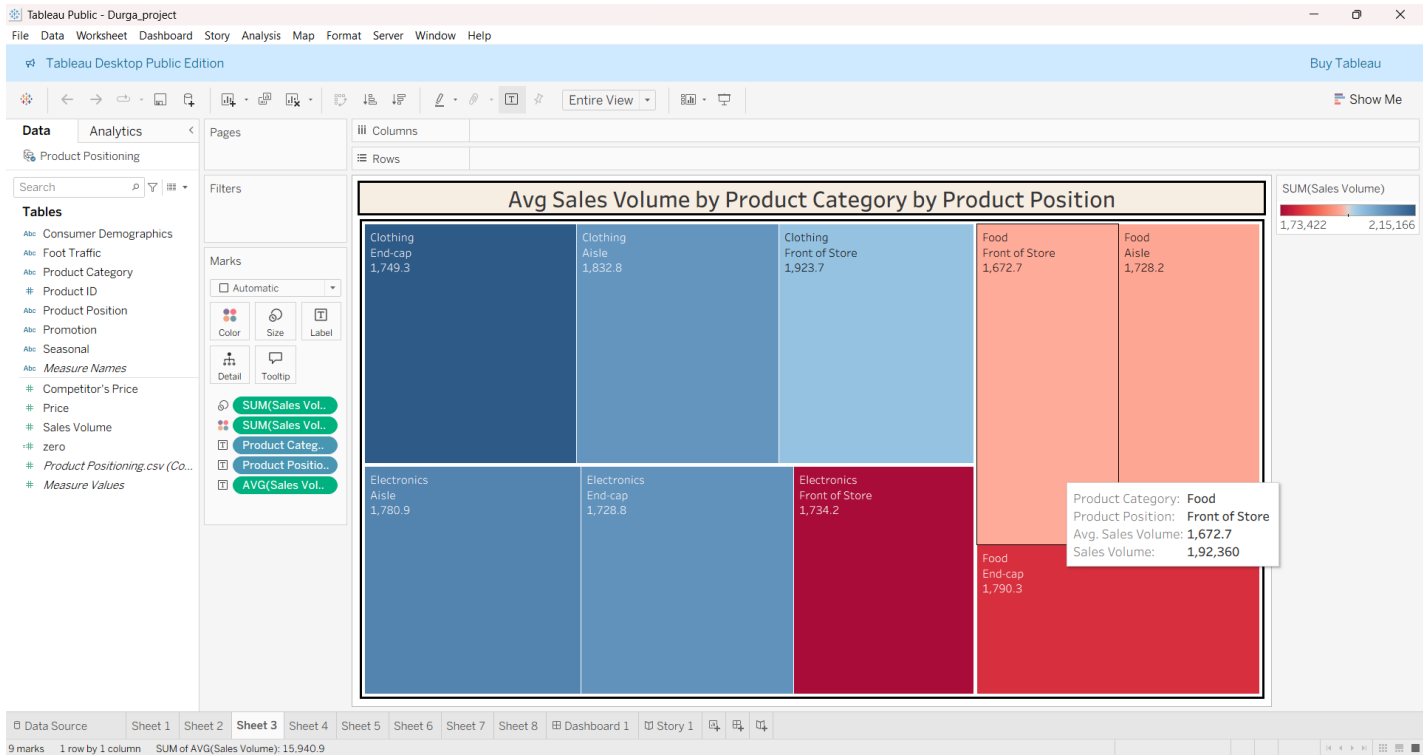 Tableau Public - Durga_project
File Data Worksheet Dashboard Story Analysis Map Format Server Window Help
Tableau Desktop Public Edition
Buy Tableau
Entire View
Show Me
Data Analytics
Product Positioning
Search
Tables
Abc Consumer Demographics
Abc Foot Traffic
Abc Product Category
# Product ID
Abc Product Position
Abc Promotion
Abc Seasonal
Abc Measure Names
# Competitor's Price
# Price
# Sales Volume
=# zero
# Product Positioning.csv (Co...
# Measure Values
Pages
Filters
Marks
Automatic
Color Size Label
Detail Tooltip
SUM(Sales Vol..
SUM(Sales Vol..
Product Categ..
Product Positio..
AVG(Sales Vol..
Columns
Rows
Avg Sales Volume by Product Category by Product Position
Clothing
End-cap
1,749.3
Clothing
Aisle
1,832.8
Clothing
Front of Store
1,923.7
Food
Front of Store
1,672.7
Food
Aisle
1,728.2
Electronics
Aisle
1,780.9
Electronics
End-cap
1,728.8
Electronics
Front of Store
1,734.2
Food
End-cap
1,790.3
Product Category: Food
Product Position: Front of Store
Avg. Sales Volume: 1,672.7
Sales Volume: 1,92,360
SUM(Sales Volume)
1,73,422 2,15,166
Data Source Sheet 1 Sheet 2 Sheet 3 Sheet 4 Sheet 5 Sheet 6 Sheet 7 Sheet 8 Dashboard 1 Story 1
9 marks 1 row by 1 column SUM of AVG(Sales Volume): 15,940.9